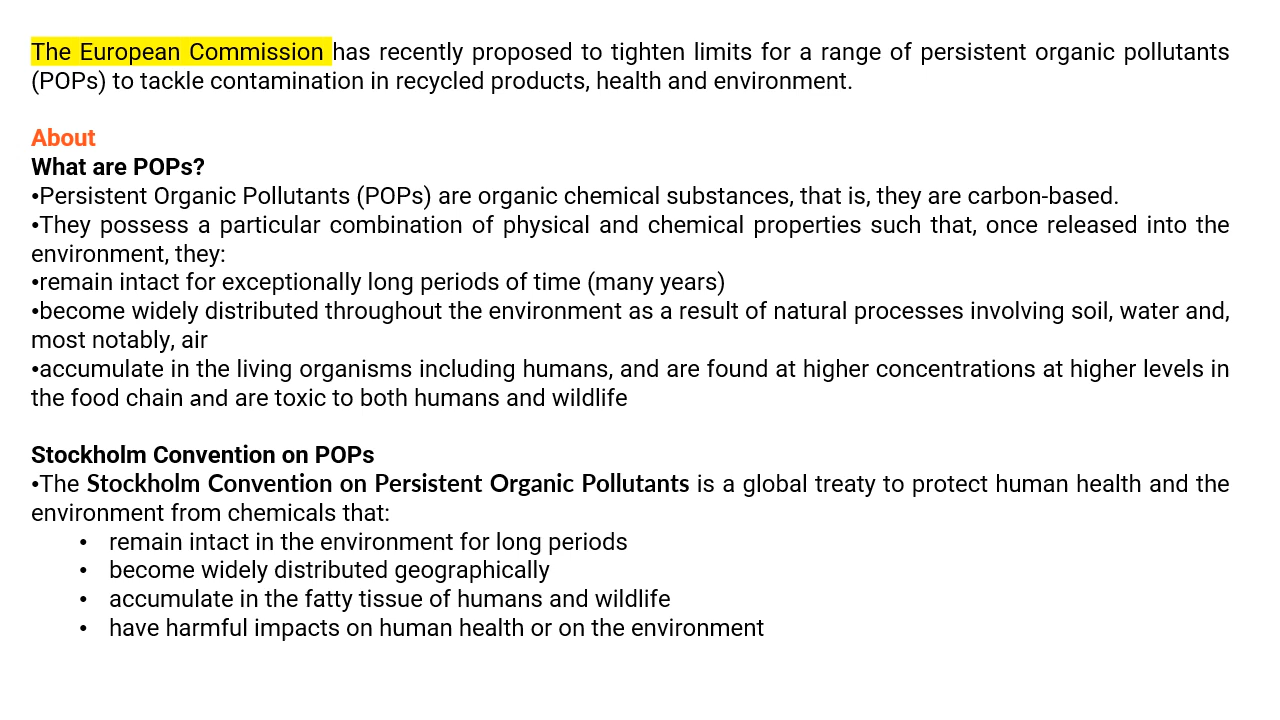 The European Commission has recently proposed to tighten limits for a range of persistent organic pollutants
(POPs) to tackle contamination in recycled products, health and environment.
About
What are POPs?
•Persistent Organic Pollutants (POPs) are organic chemical substances, that is, they are carbon-based.
•They possess a particular combination of physical and chemical properties such that, once released into the
environment, they:
•remain intact for exceptionally long periods of time (many years)
•become widely distributed throughout the environment as a result of natural processes involving soil, water and,
most notably, air
•accumulate in the living organisms including humans, and are found at higher concentrations at higher levels in
the food chain and are toxic to both humans and wildlife
Stockholm Convention on POPs
•The Stockholm Convention on Persistent Organic Pollutants is a global treaty to protect human health and the
environment from chemicals that:
• remain intact in the environment for long periods
• become widely distributed geographically
• accumulate in the fatty tissue of humans and wildlife
• have harmful impacts on human health or on the environment